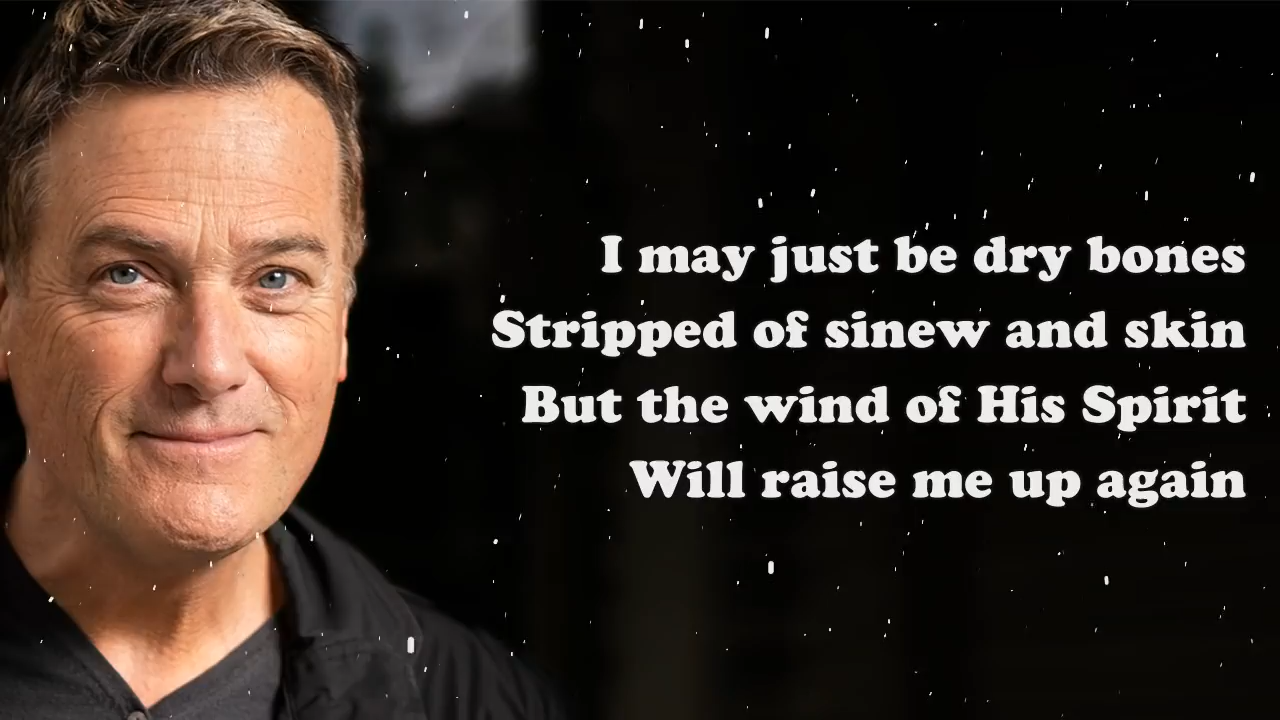 I may just be dry bones
Stripped of sinew and skin
But the wind of His Spirit
Will raise me up again